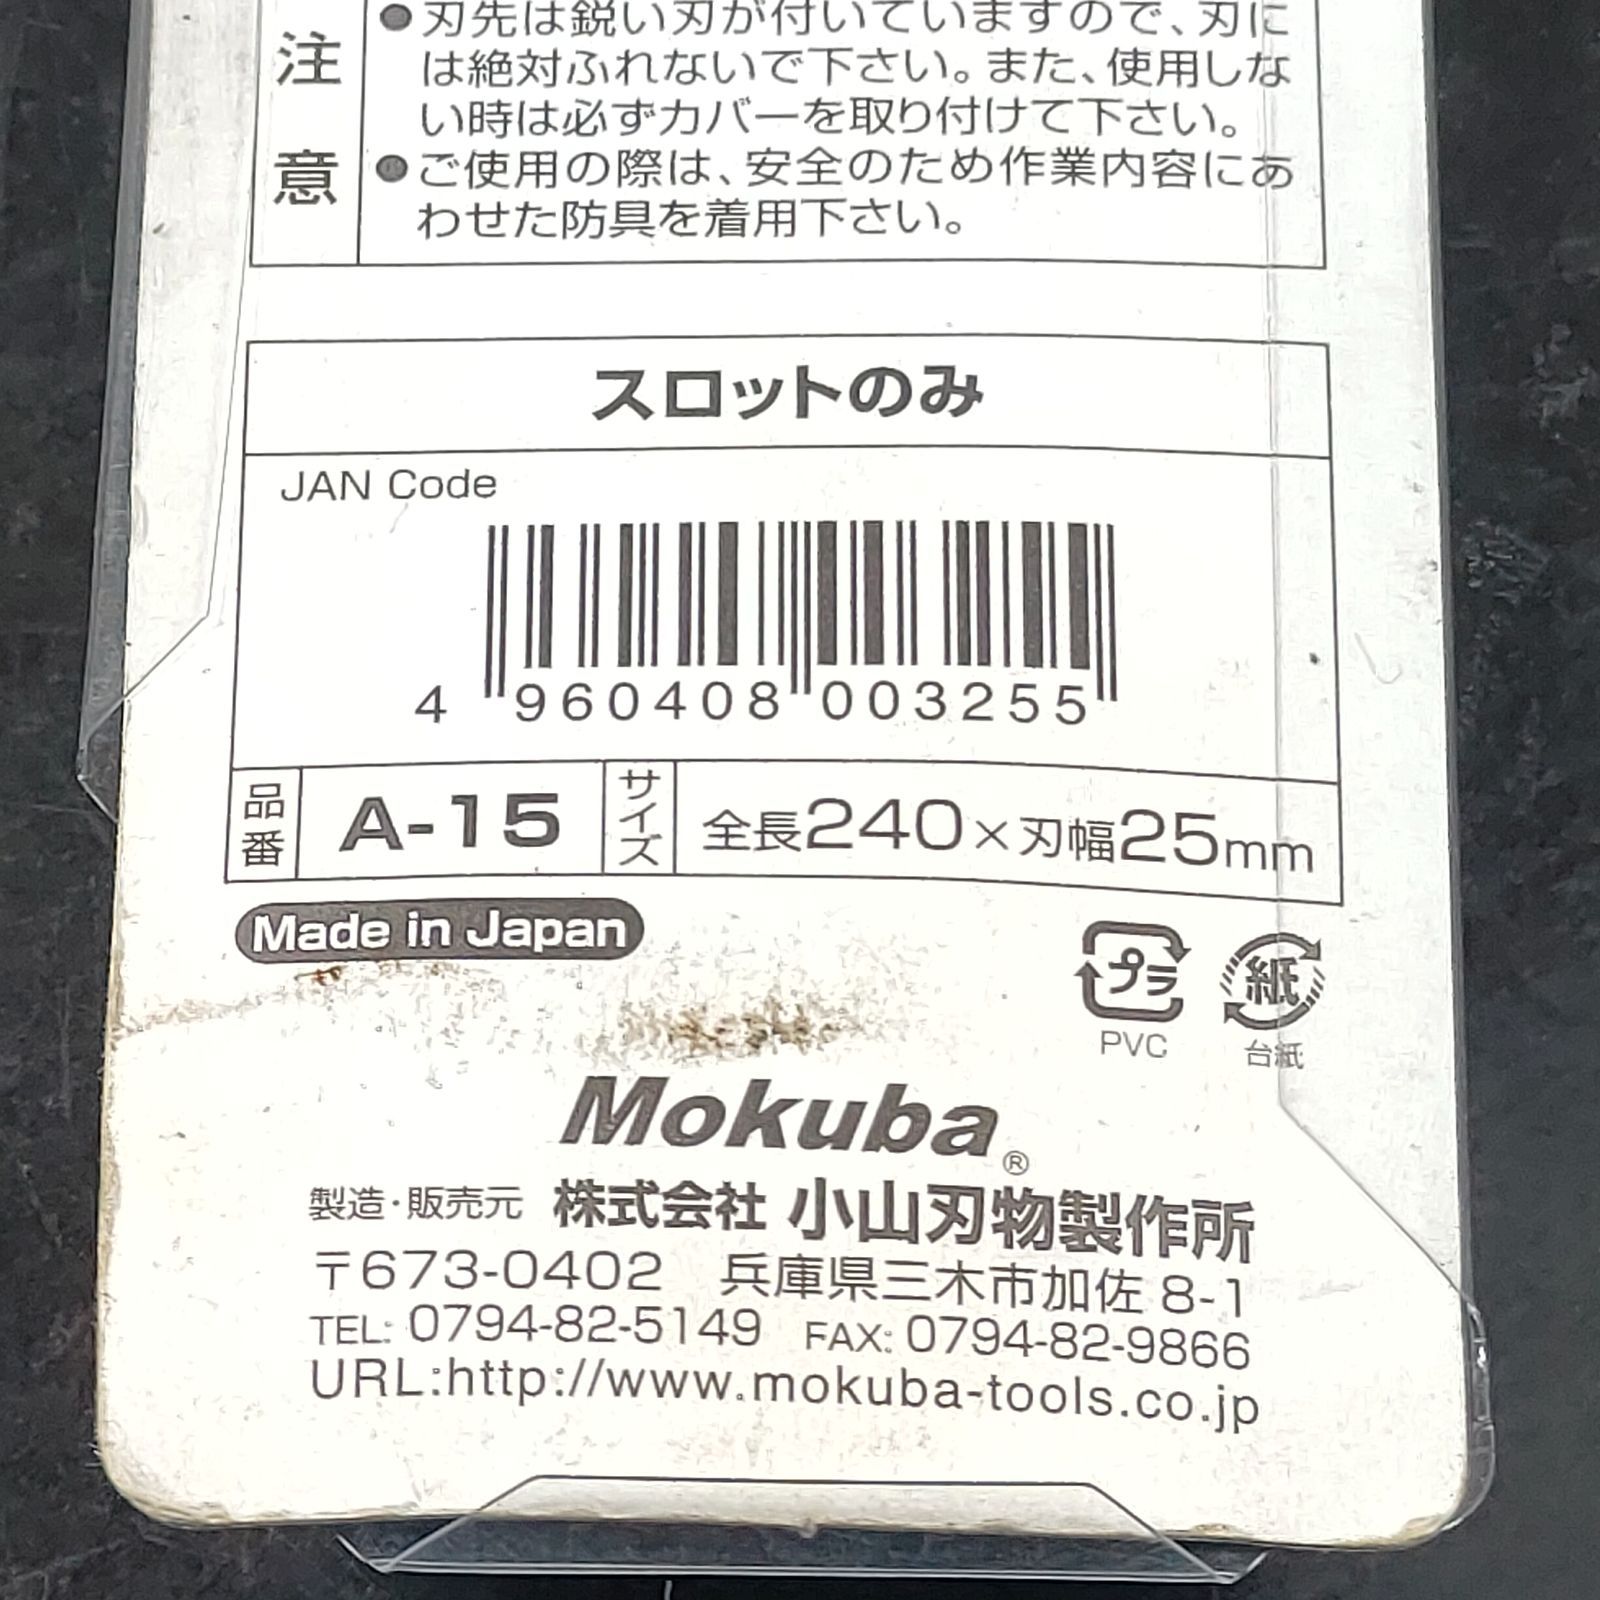 注意
●刃先は鋭い刃が付いていますので、刃に
は絶対ふれないで下さい。また、使用しな
い時は必ずカバーを取り付けて下さい。
●ご使用の際は、安全のため作業内容にあ
わせた防具を着用下さい。
スロットのみ
JAN Code
4 960408 003255
品番 A-15 サイズ 全長240×刃幅25mm
Made in Japan
プラ 紙
PVC 台紙
Mokuba®
製造・販売元 株式会社 小山刃物製作所
〒673-0402 兵庫県三木市加佐 8-1
TEL: 0794-82-5149 FAX: 0794-82-9866
URL:http://www.mokuba-tools.co.jp